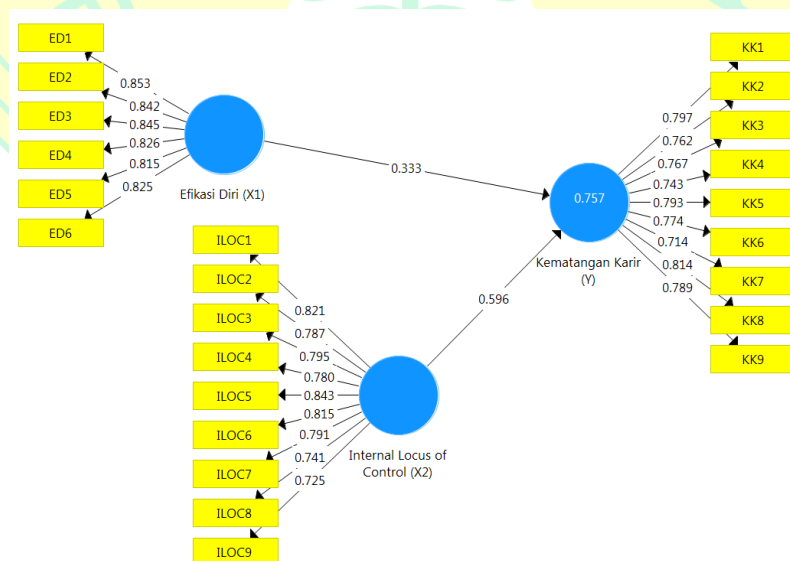 ED1
ED2
ED3
ED4
ED5
ED6
0.853
0.842
0.845
0.826
0.815
0.825
Efikasi Diri (X1)
0.333
ILOC1
ILOC2
ILOC3
ILOC4
ILOC5
ILOC6
ILOC7
ILOC8
ILOC9
0.821
0.787
0.795
0.780
0.843
0.815
0.791
0.741
0.725
Internal Locus of
Control (X2)
0.596
0.757
Kematangan Karir
(Y)
0.797
0.762
0.767
0.743
0.793
0.774
0.714
0.814
0.789
KK1
KK2
KK3
KK4
KK5
KK6
KK7
KK8
KK9